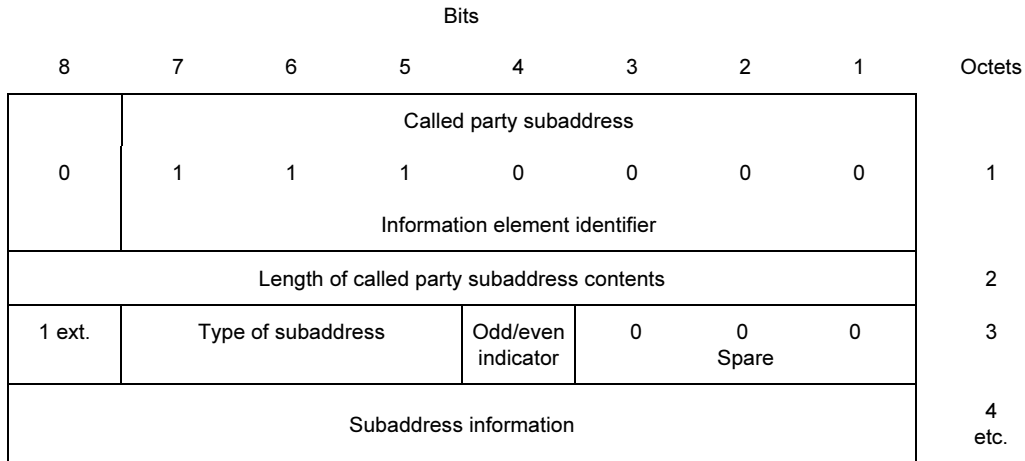 Bits
8 7 6 5 4 3 2 1 Octets
Called party subaddress
0 1 1 1 0 0 0 0 1
Information element identifier
Length of called party subaddress contents 2
1 ext. Type of subaddress Odd/even 0 0 0 3
indicator Spare
Subaddress information 4
etc.